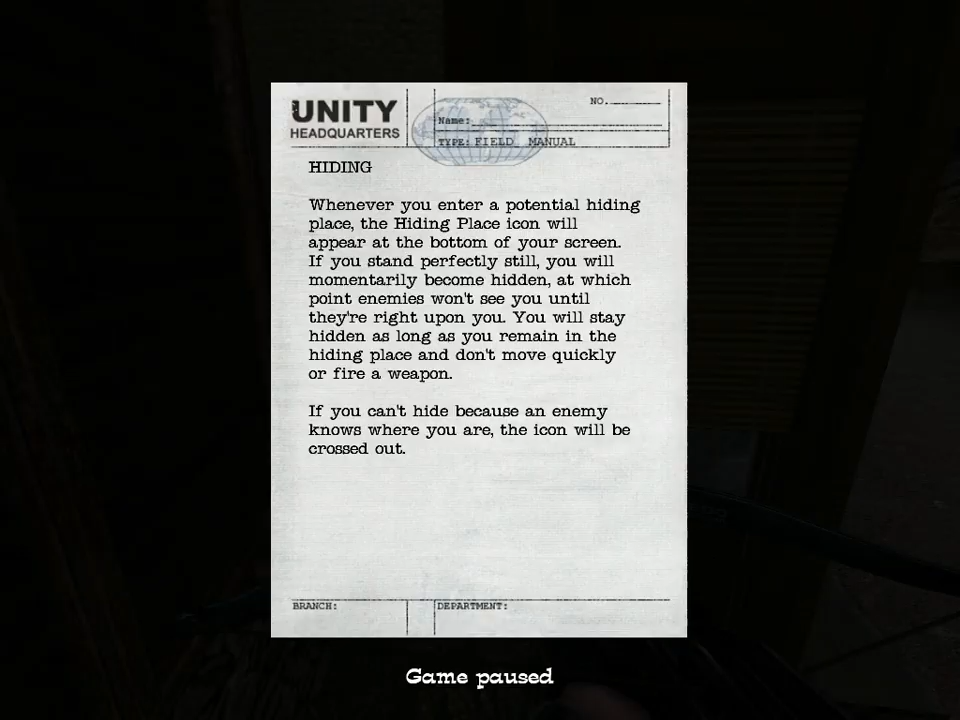 UNITY
HEADQUARTERS
NO.
Name:
TYPE: FIELD MANUAL
HIDING
Whenever you enter a potential hiding
place, the Hiding Place icon will
appear at the bottom of your screen.
If you stand perfectly still, you will
momentarily become hidden, at which
point enemies won't see you until
they're right upon you. You will stay
hidden as long as you remain in the
hiding place and don't move quickly
or fire a weapon.
If you can't hide because an enemy
knows where you are, the icon will be
crossed out.
BRANCH:
DEPARTMENT:
Game paused